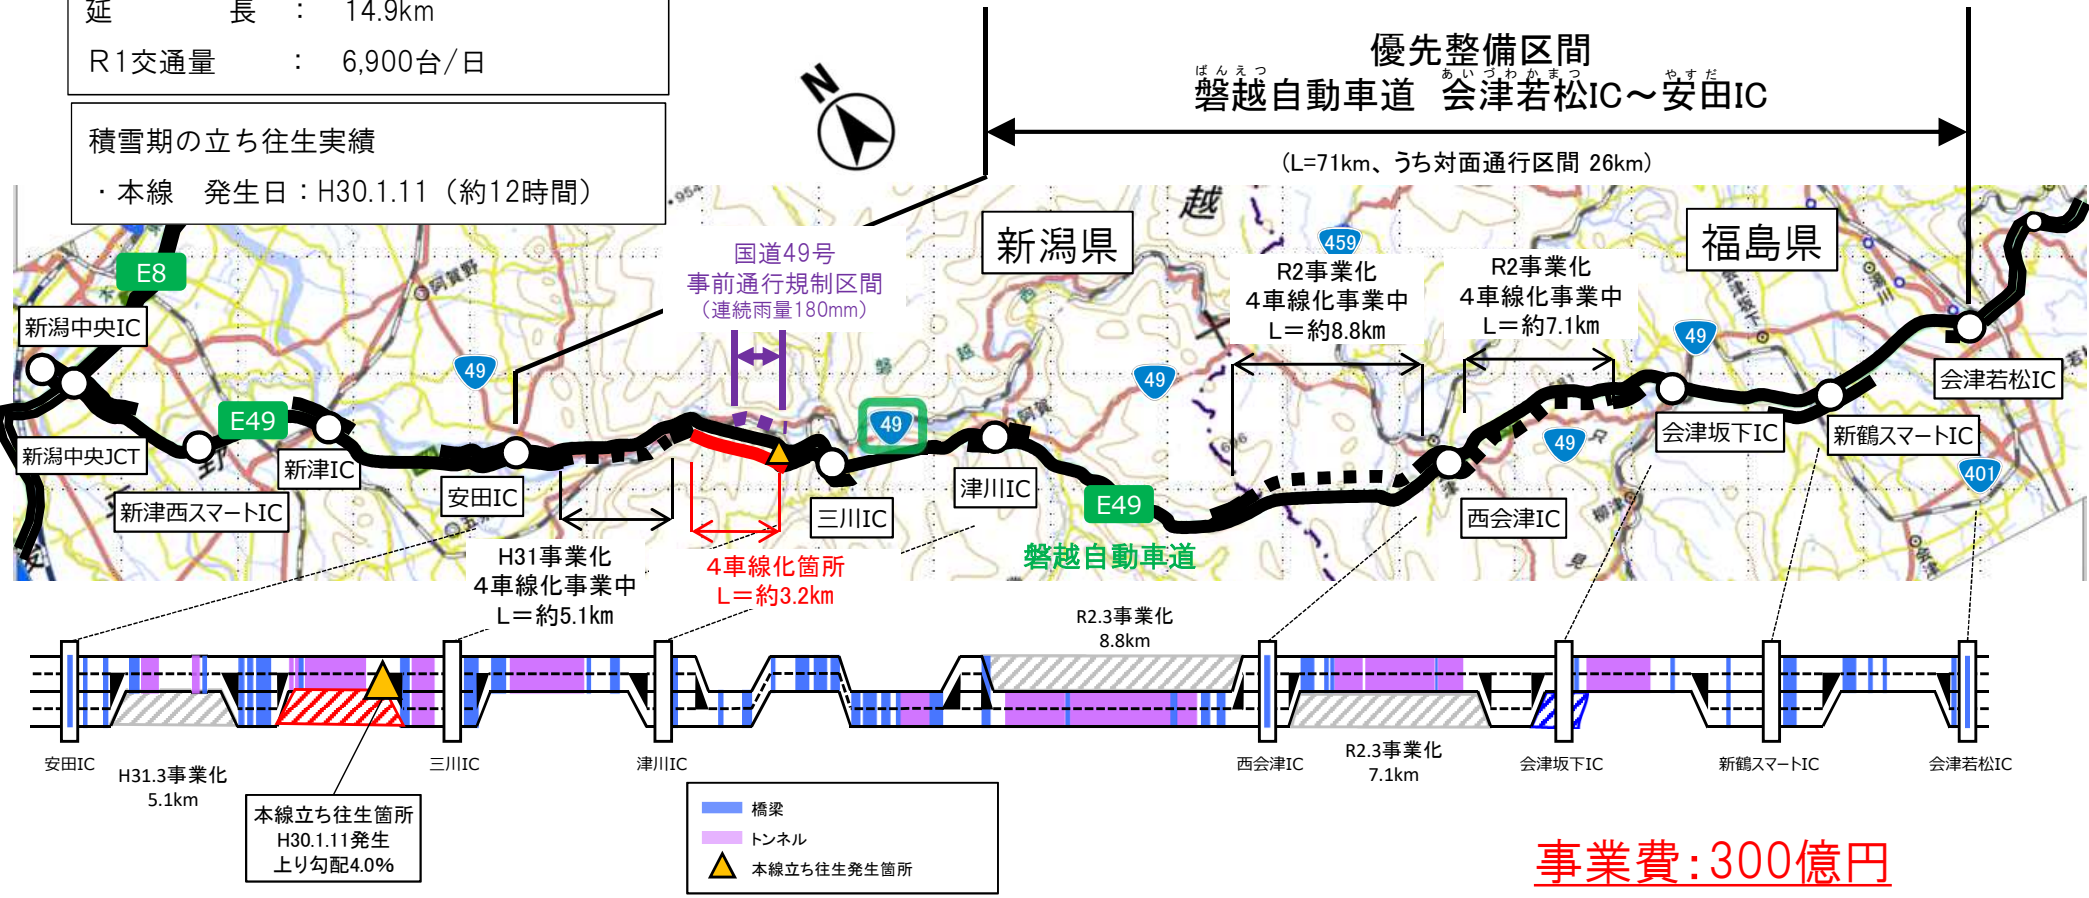 延　　　　　長　：　14.9km
R1交通量　　：　6,900台/日
積雪期の立ち往生実績
・本線　発生日：H30.1.11（約12時間）
N
優先整備区間
ばんえつ　あいづわかまつ　やすだ
磐越自動車道　会津若松IC～安田IC
（L=71km、うち対面通行区間 26km）
越
新潟県
福島県
国道49号
事前通行規制区間
（連続雨量180mm）
459
R2事業化
4車線化事業中
L＝約8.8km
R2事業化
4車線化事業中
L＝約7.1km
E8
新潟中央IC
49
49
49
会津若松IC
E49
49
新潟中央JCT
新津IC
安田IC
新津西スマートIC
三川IC
津川IC
E49
49
西会津IC
会津坂下IC
新鶴スマートIC
401
磐越自動車道
H31事業化
4車線化事業中
L＝約5.1km
4車線化箇所
L＝約3.2km
R2.3事業化
8.8km
安田IC
三川IC
津川IC
西会津IC
会津坂下IC
新鶴スマートIC
会津若松IC
H31.3事業化
5.1km
R2.3事業化
7.1km
本線立ち往生箇所
H30.1.11発生
上り勾配4.0%
橋梁
トンネル
本線立ち往生発生箇所
事業費：300億円